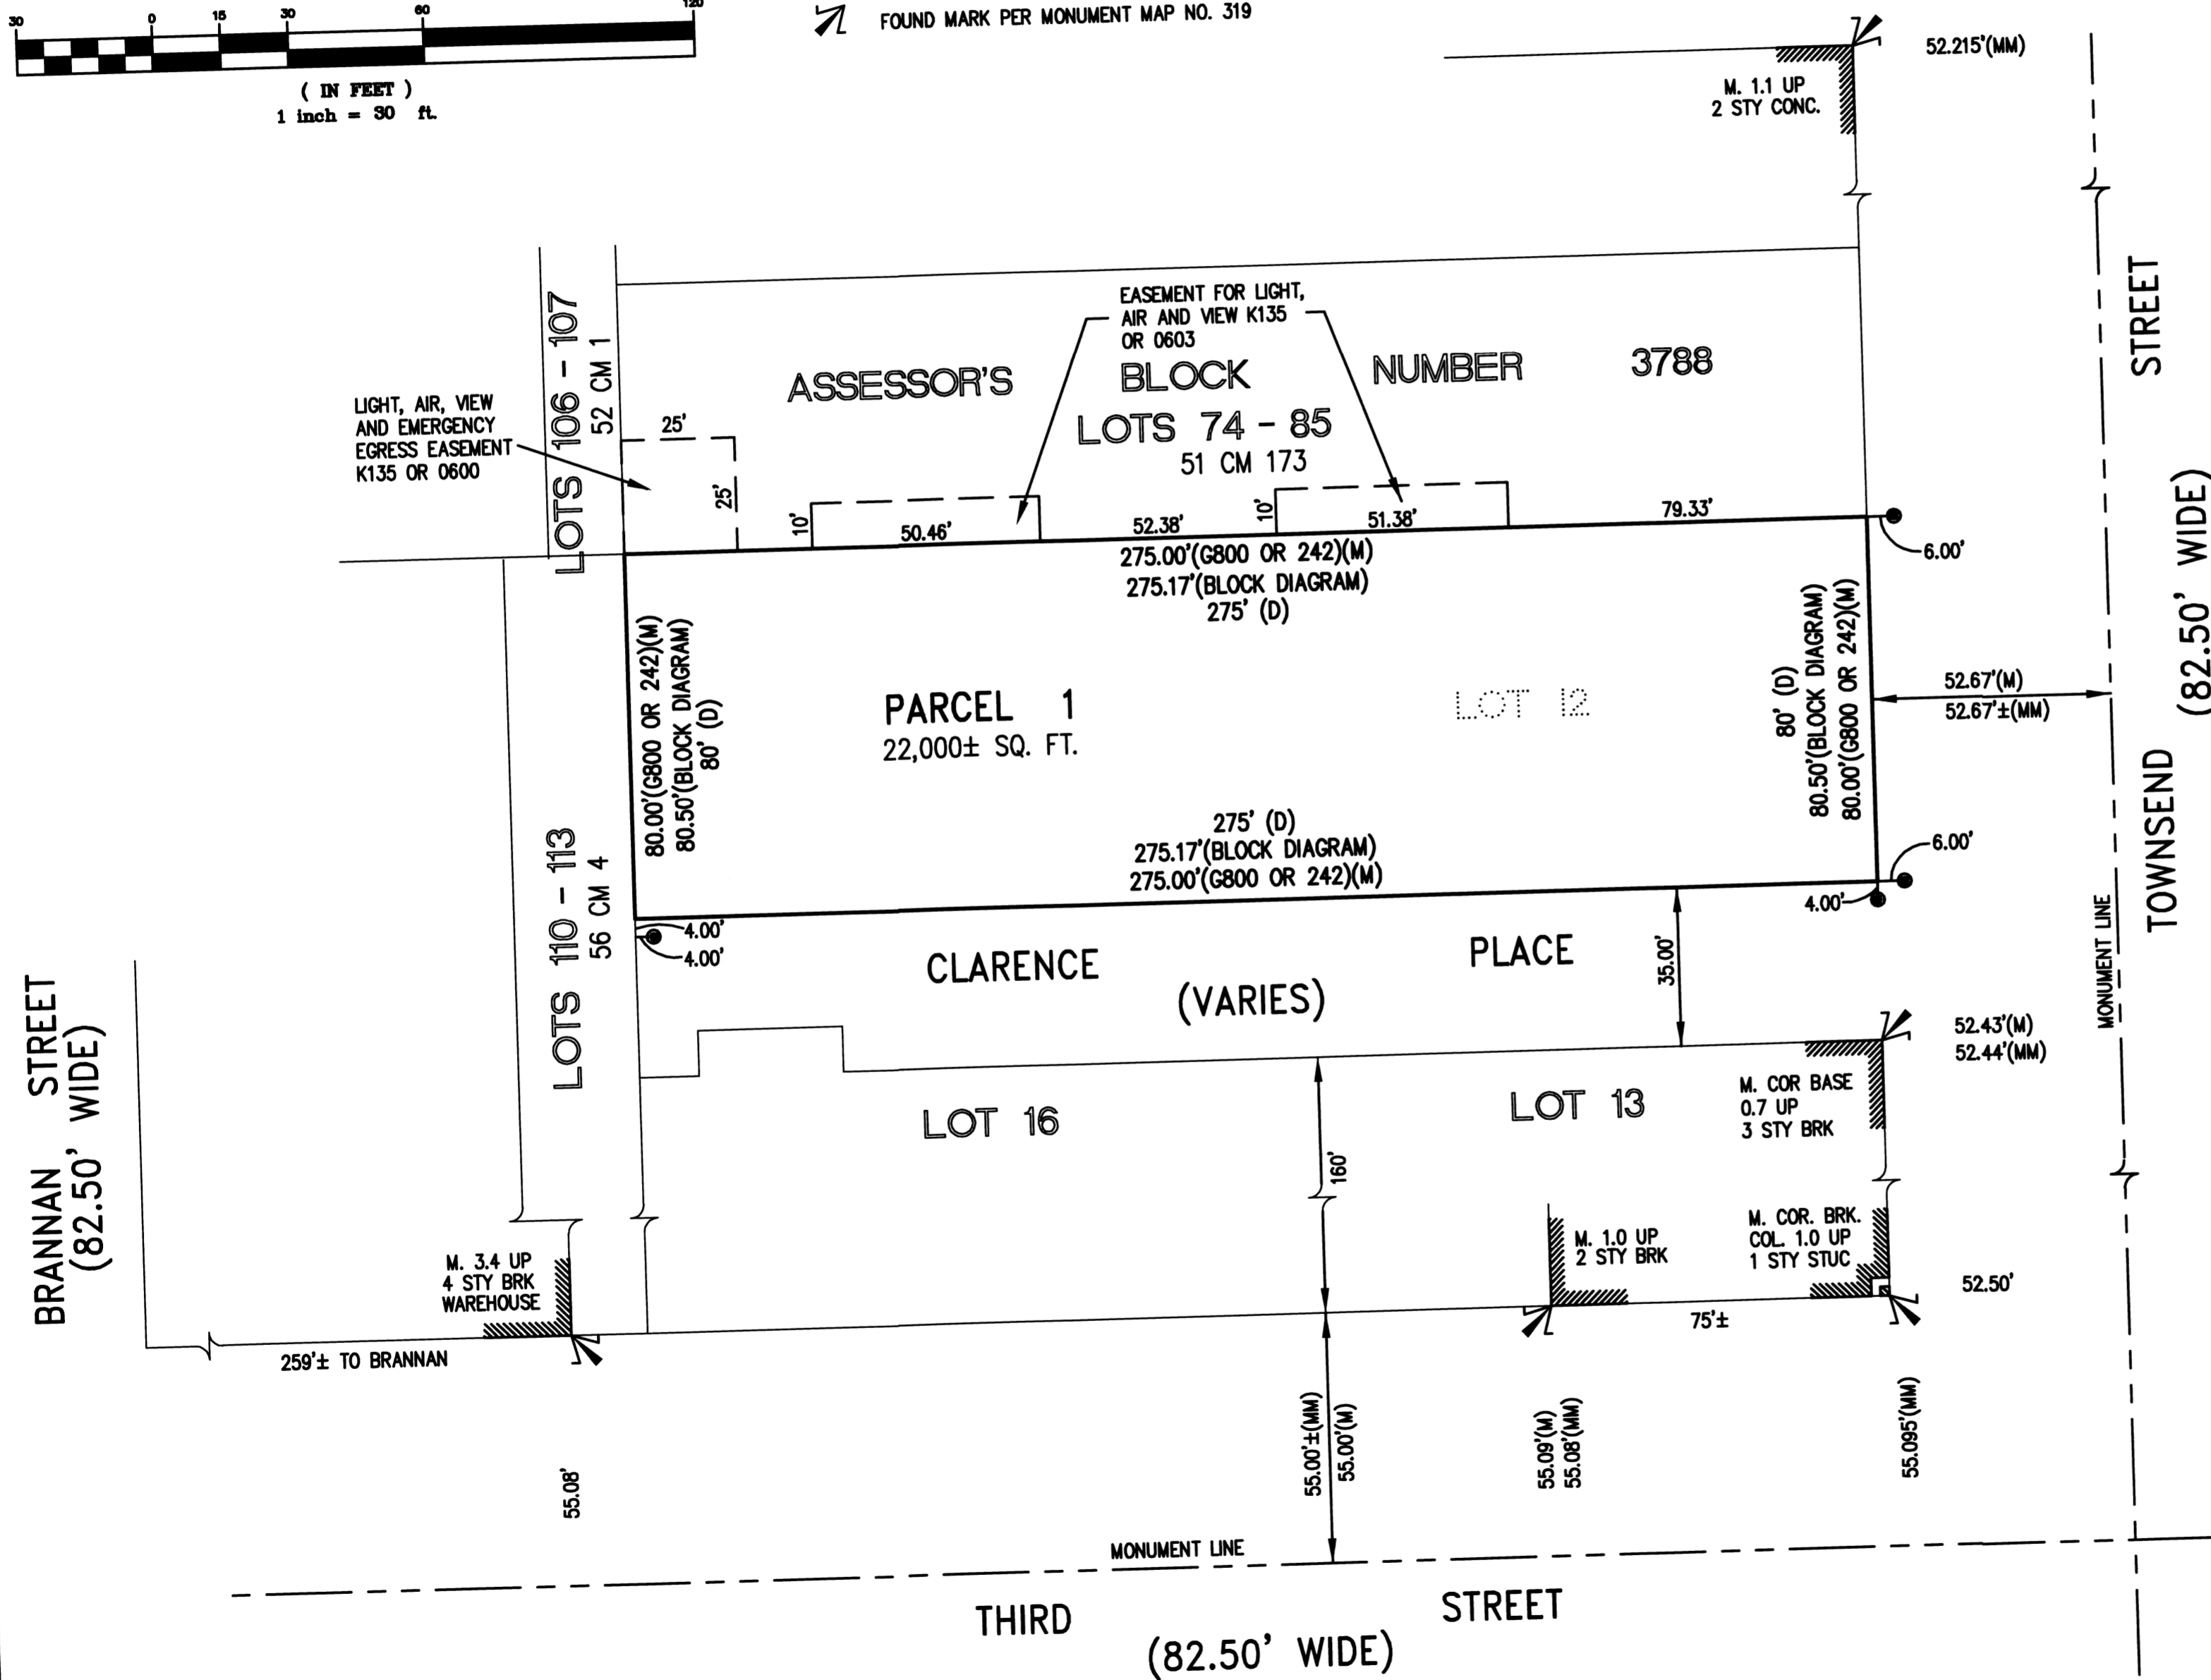 30 0 15 30 60 120
( IN FEET )
1 inch = 30 ft.
FOUND MARK PER MONUMENT MAP NO. 319
52.215'(MM)
M. 1.1 UP
2 STY CONC.
STREET
(82.50' WIDE)
TOWNSEND
MONUMENT LINE
LOTS 106 - 107
52 CM 1
EASEMENT FOR LIGHT,
AIR AND VIEW K135
OR 0603
ASSESSOR'S BLOCK NUMBER 3788
LOTS 74 - 85
51 CM 173
LIGHT, AIR, VIEW
AND EMERGENCY
EGRESS EASEMENT
K135 OR 0600
25'
25'
10'
50.46'
52.38'
10'
51.38'
79.33'
6.00'
275.00'(G800 OR 242)(M)
275.17'(BLOCK DIAGRAM)
275' (D)
80.00'(G800 OR 242)(M)
80.50'(BLOCK DIAGRAM)
80' (D)
PARCEL 1
22,000± SQ. FT.
LOT 12
80' (D)
80.50'(BLOCK DIAGRAM)
80.00'(G800 OR 242)(M)
52.67'(M)
52.67'±(MM)
275' (D)
275.17'(BLOCK DIAGRAM)
275.00'(G800 OR 242)(M)
6.00'
4.00'
4.00'
4.00'
LOTS 110 - 113
56 CM 4
CLARENCE PLACE
(VARIES)
35.00'
52.43'(M)
52.44'(MM)
BRANNAN STREET
(82.50' WIDE)
LOT 16
LOT 13
M. COR BASE
0.7 UP
3 STY BRK
160'
M. 3.4 UP
4 STY BRK
WAREHOUSE
M. 1.0 UP
2 STY BRK
M. COR. BRK.
COL. 1.0 UP
1 STY STUC
52.50'
259'± TO BRANNAN
75'±
55.08'
55.00'±(MM)
55.00'(M)
55.09'(M)
55.08'(MM)
55.095'(MM)
MONUMENT LINE
THIRD STREET
(82.50' WIDE)